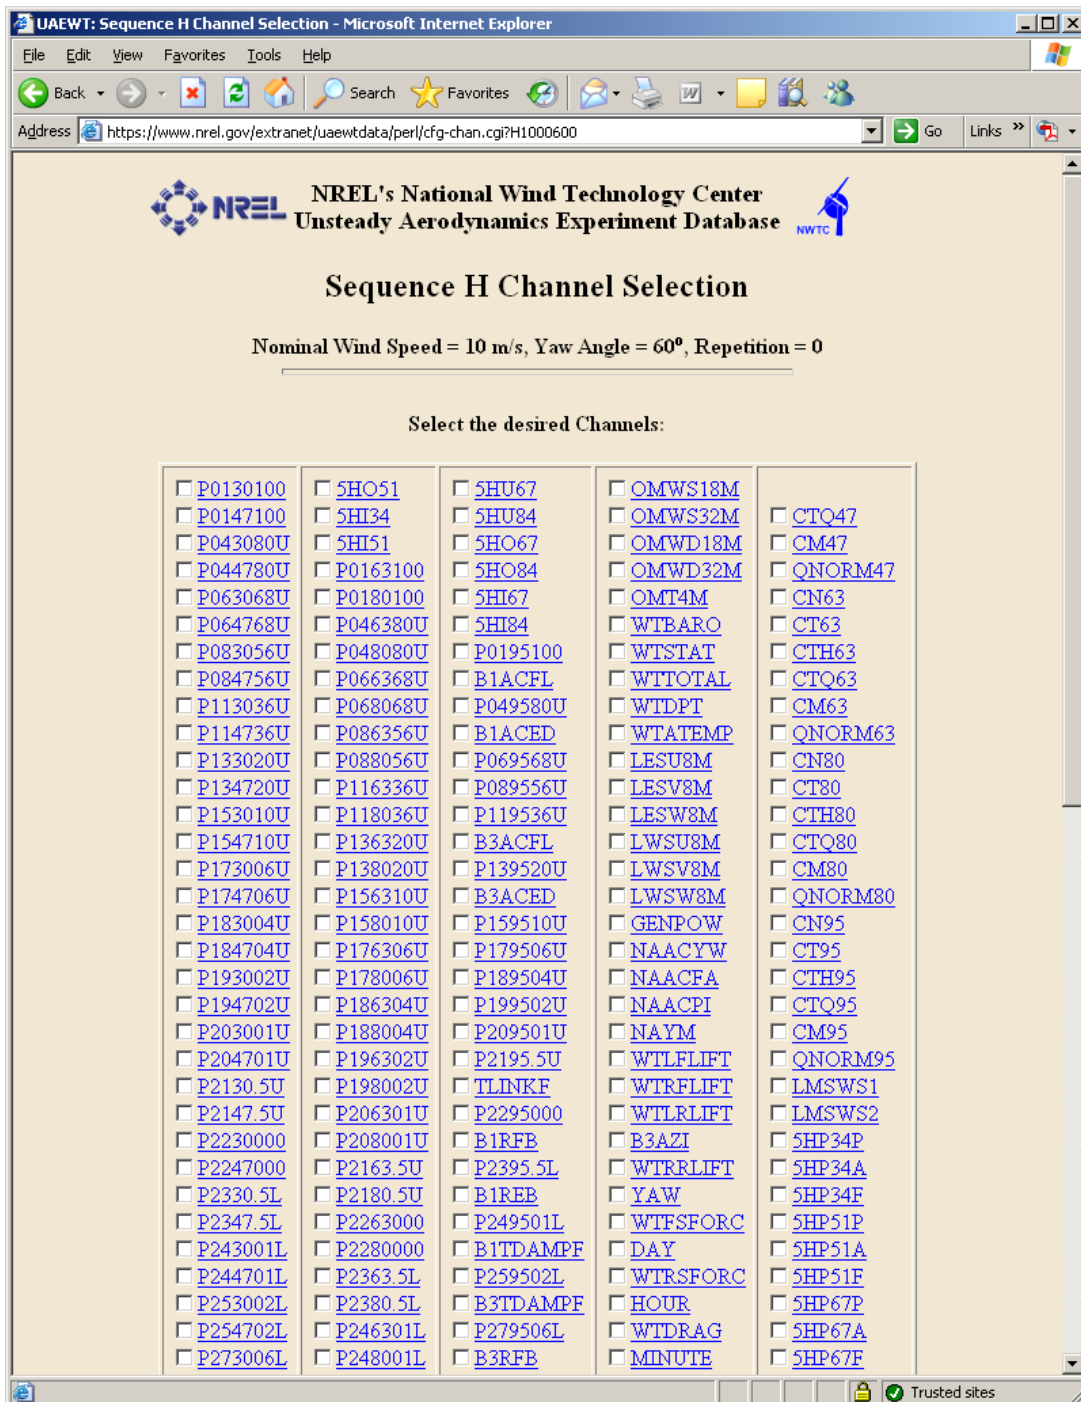 UAEWT: Sequence H Channel Selection - Microsoft Internet Explorer
File Edit View Favorites Tools Help
Back Search Favorites
Address https://www.nrel.gov/extranet/uaewtdata/perl/cfg-chan.cgi?H1000600 Go Links »
NREL NREL's National Wind Technology Center
Unsteady Aerodynamics Experiment Database NWTC
Sequence H Channel Selection
Nominal Wind Speed = 10 m/s, Yaw Angle = 60º, Repetition = 0
Select the desired Channels:
P0130100 5HO51 5HU67 OMWS18M
P0147100 5HI34 5HU84 OMWS32M CTQ47
P043080U 5HI51 5HO67 OMWD18M CM47
P044780U P0163100 5HO84 OMWD32M QNORM47
P063068U P0180100 5HI67 OMT4M CN63
P064768U P046380U 5HI84 WTBARO CT63
P083056U P048080U P0195100 WTSTAT CTH63
P084756U P066368U B1ACFL WTTOTAL CTQ63
P113036U P068068U P049580U WTDPT CM63
P114736U P086356U B1ACED WTATEMP QNORM63
P133020U P088056U P069568U LESU8M CN80
P134720U P116336U P089556U LESV8M CT80
P153010U P118036U P119536U LESW8M CTH80
P154710U P136320U B3ACFL LWSU8M CTQ80
P173006U P138020U P139520U LWSV8M CM80
P174706U P156310U B3ACED LWSW8M QNORM80
P183004U P158010U P159510U GENPOW CN95
P184704U P176306U P179506U NAACYW CT95
P193002U P178006U P189504U NAACFA CTH95
P194702U P186304U P199502U NAACPI CTQ95
P203001U P188004U P209501U NAYM CM95
P204701U P196302U P2195.5U WTLFLIFT QNORM95
P2130.5U P198002U TLINKF WTRFLIFT LMSWS1
P2147.5U P206301U P2295000 WTLRLIFT LMSWS2
P2230000 P208001U B1RFB B3AZI 5HP34P
P2247000 P2163.5U P2395.5L WTRRLIFT 5HP34A
P2330.5L P2180.5U B1REB YAW 5HP34F
P2347.5L P2263000 P249501L WTFSFORC 5HP51P
P243001L P2280000 B1TDAMPF DAY 5HP51A
P244701L P2363.5L P259502L WTRSFORC 5HP51F
P253002L P2380.5L B3TDAMPF HOUR 5HP67P
P254702L P246301L P279506L WTDRAG 5HP67A
P273006L P248001L B3RFB MINUTE 5HP67F
Trusted sites